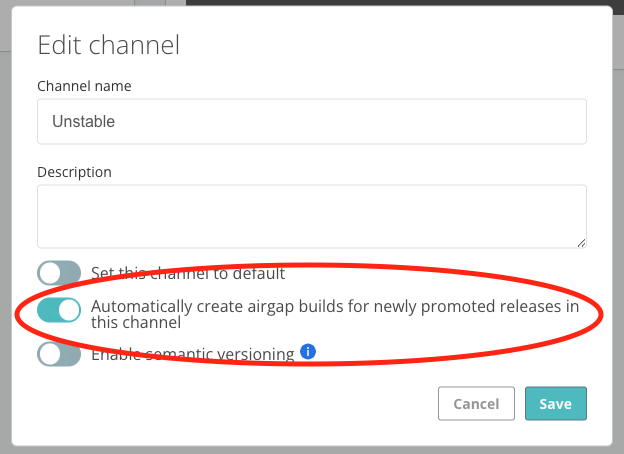 Edit channel
Channel name
Unstable
Description
Set this channel to default
Automatically create airgap builds for newly promoted releases in
this channel
Enable semantic versioning i
Cancel Save